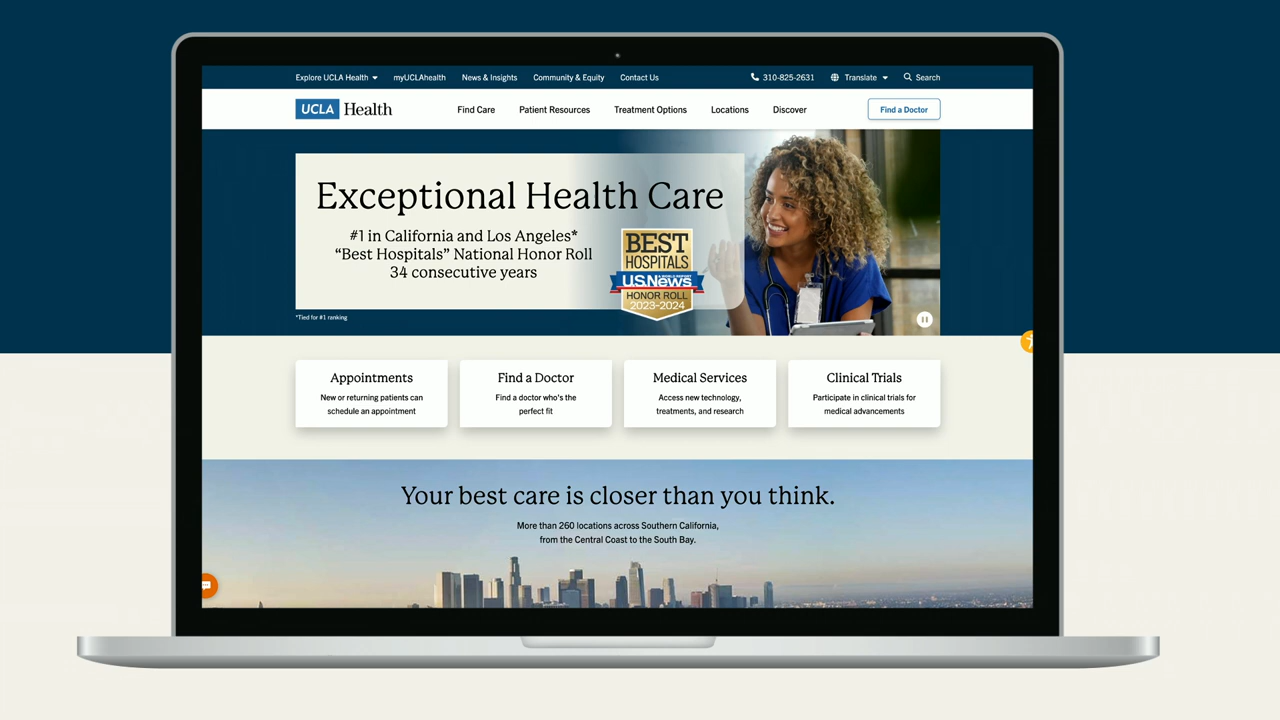 Explore UCLA Health
myUCLAhealth
News & Insights
Community & Equity
Contact Us
310-825-2631
Translate
Search
UCLA Health
Find Care
Patient Resources
Treatment Options
Locations
Discover
Find a Doctor
Exceptional Health Care
#1 in California and Los Angeles*
“Best Hospitals” National Honor Roll
34 consecutive years
BEST
HOSPITALS
U.S. News
HONOR ROLL
2023-2024
*Tied for #1 ranking
Appointments
New or returning patients can
schedule an appointment
Find a Doctor
Find a doctor who's the
perfect fit
Medical Services
Access new technology,
treatments, and research
Clinical Trials
Participate in clinical trials for
medical advancements
Your best care is closer than you think.
More than 260 locations across Southern California,
from the Central Coast to the South Bay.